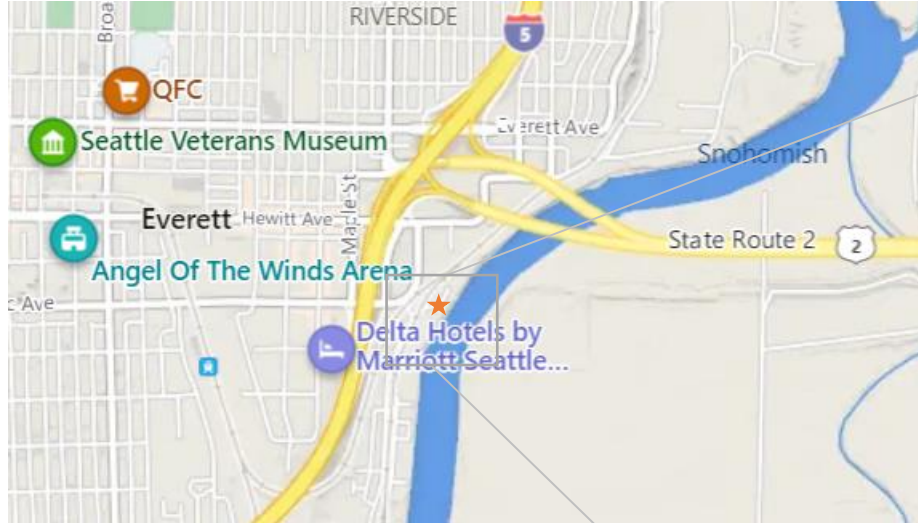 RIVERSIDE
Broa
5
QFC
Everett Ave
Seattle Veterans Museum
Snohomish
Maple St
Everett
Hewitt Ave
State Route 2
2
Angel Of The Winds Arena
c Ave
Delta Hotels by
Marriott Seattle...